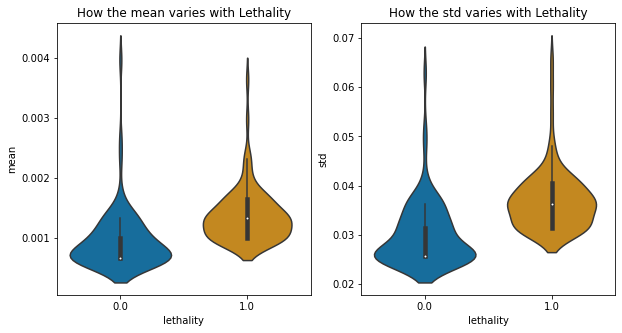 How the mean varies with Lethality
0.004
0.003
0.002
0.001
mean
0.0
1.0
lethality
How the std varies with Lethality
0.07
0.06
0.05
0.04
0.03
0.02
std
0.0
1.0
lethality